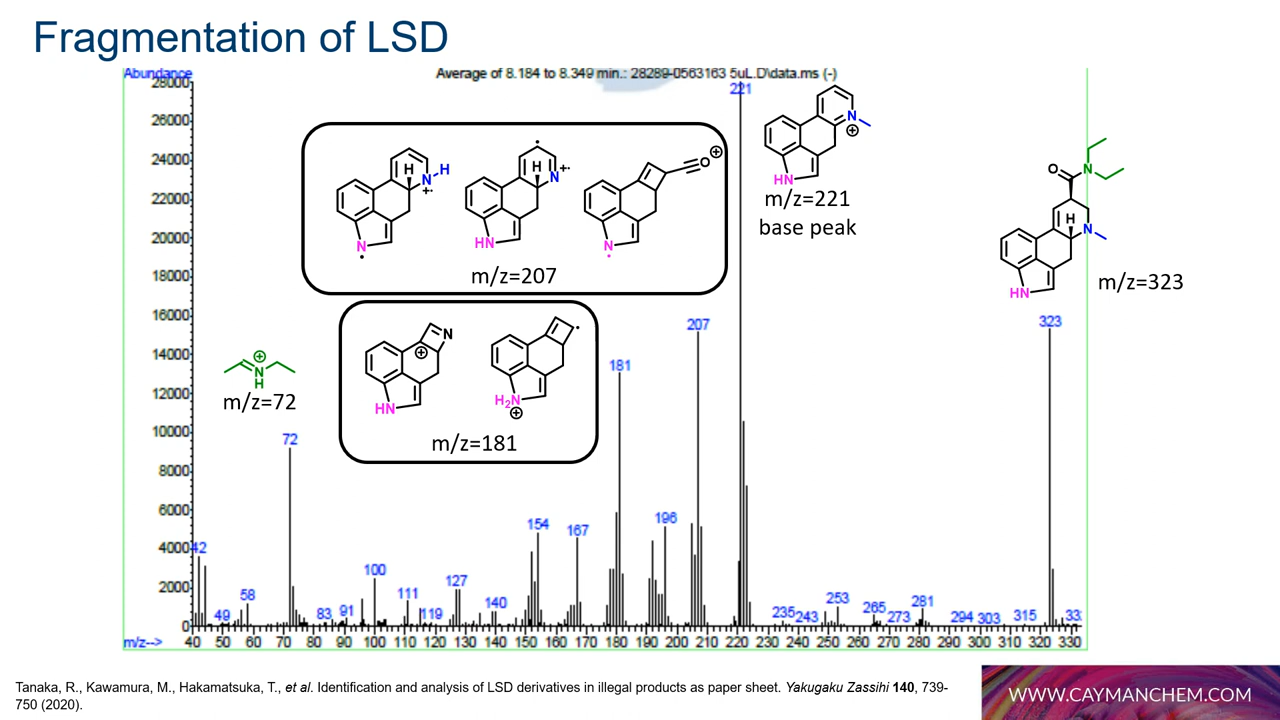 Fragmentation of LSD
Abundance
Average of 8.184 to 8.349 min.: 28289-0563163 5uL.D\data.ms (-)
28000
26000
24000
22000
20000
18000
16000
14000
12000
10000
8000
6000
4000
2000
0
m/z-->
40 50 60 70 80 90 100 110 120 130 140 150 160 170 180 190 200 210 220 230 240 250 260 270 280 290 300 310 320 330
42
49
58
72
83
91
100
111
119
127
140
154
167
181
196
207
221
235
243
253
265
273
281
294
303
315
323
33
H
N
H
+·
N
H
N
+·
HN
O
+
N
m/z=207
N
+
HN
H2N
+
m/z=181
+
N
H
m/z=72
N
+
HN
m/z=221
base peak
O
N
H
N
HN
m/z=323
Tanaka, R., Kawamura, M., Hakamatsuka, T., et al. Identification and analysis of LSD derivatives in illegal products as paper sheet. Yakugaku Zassihi 140, 739-
750 (2020).
WWW.CAYMANCHEM.COM